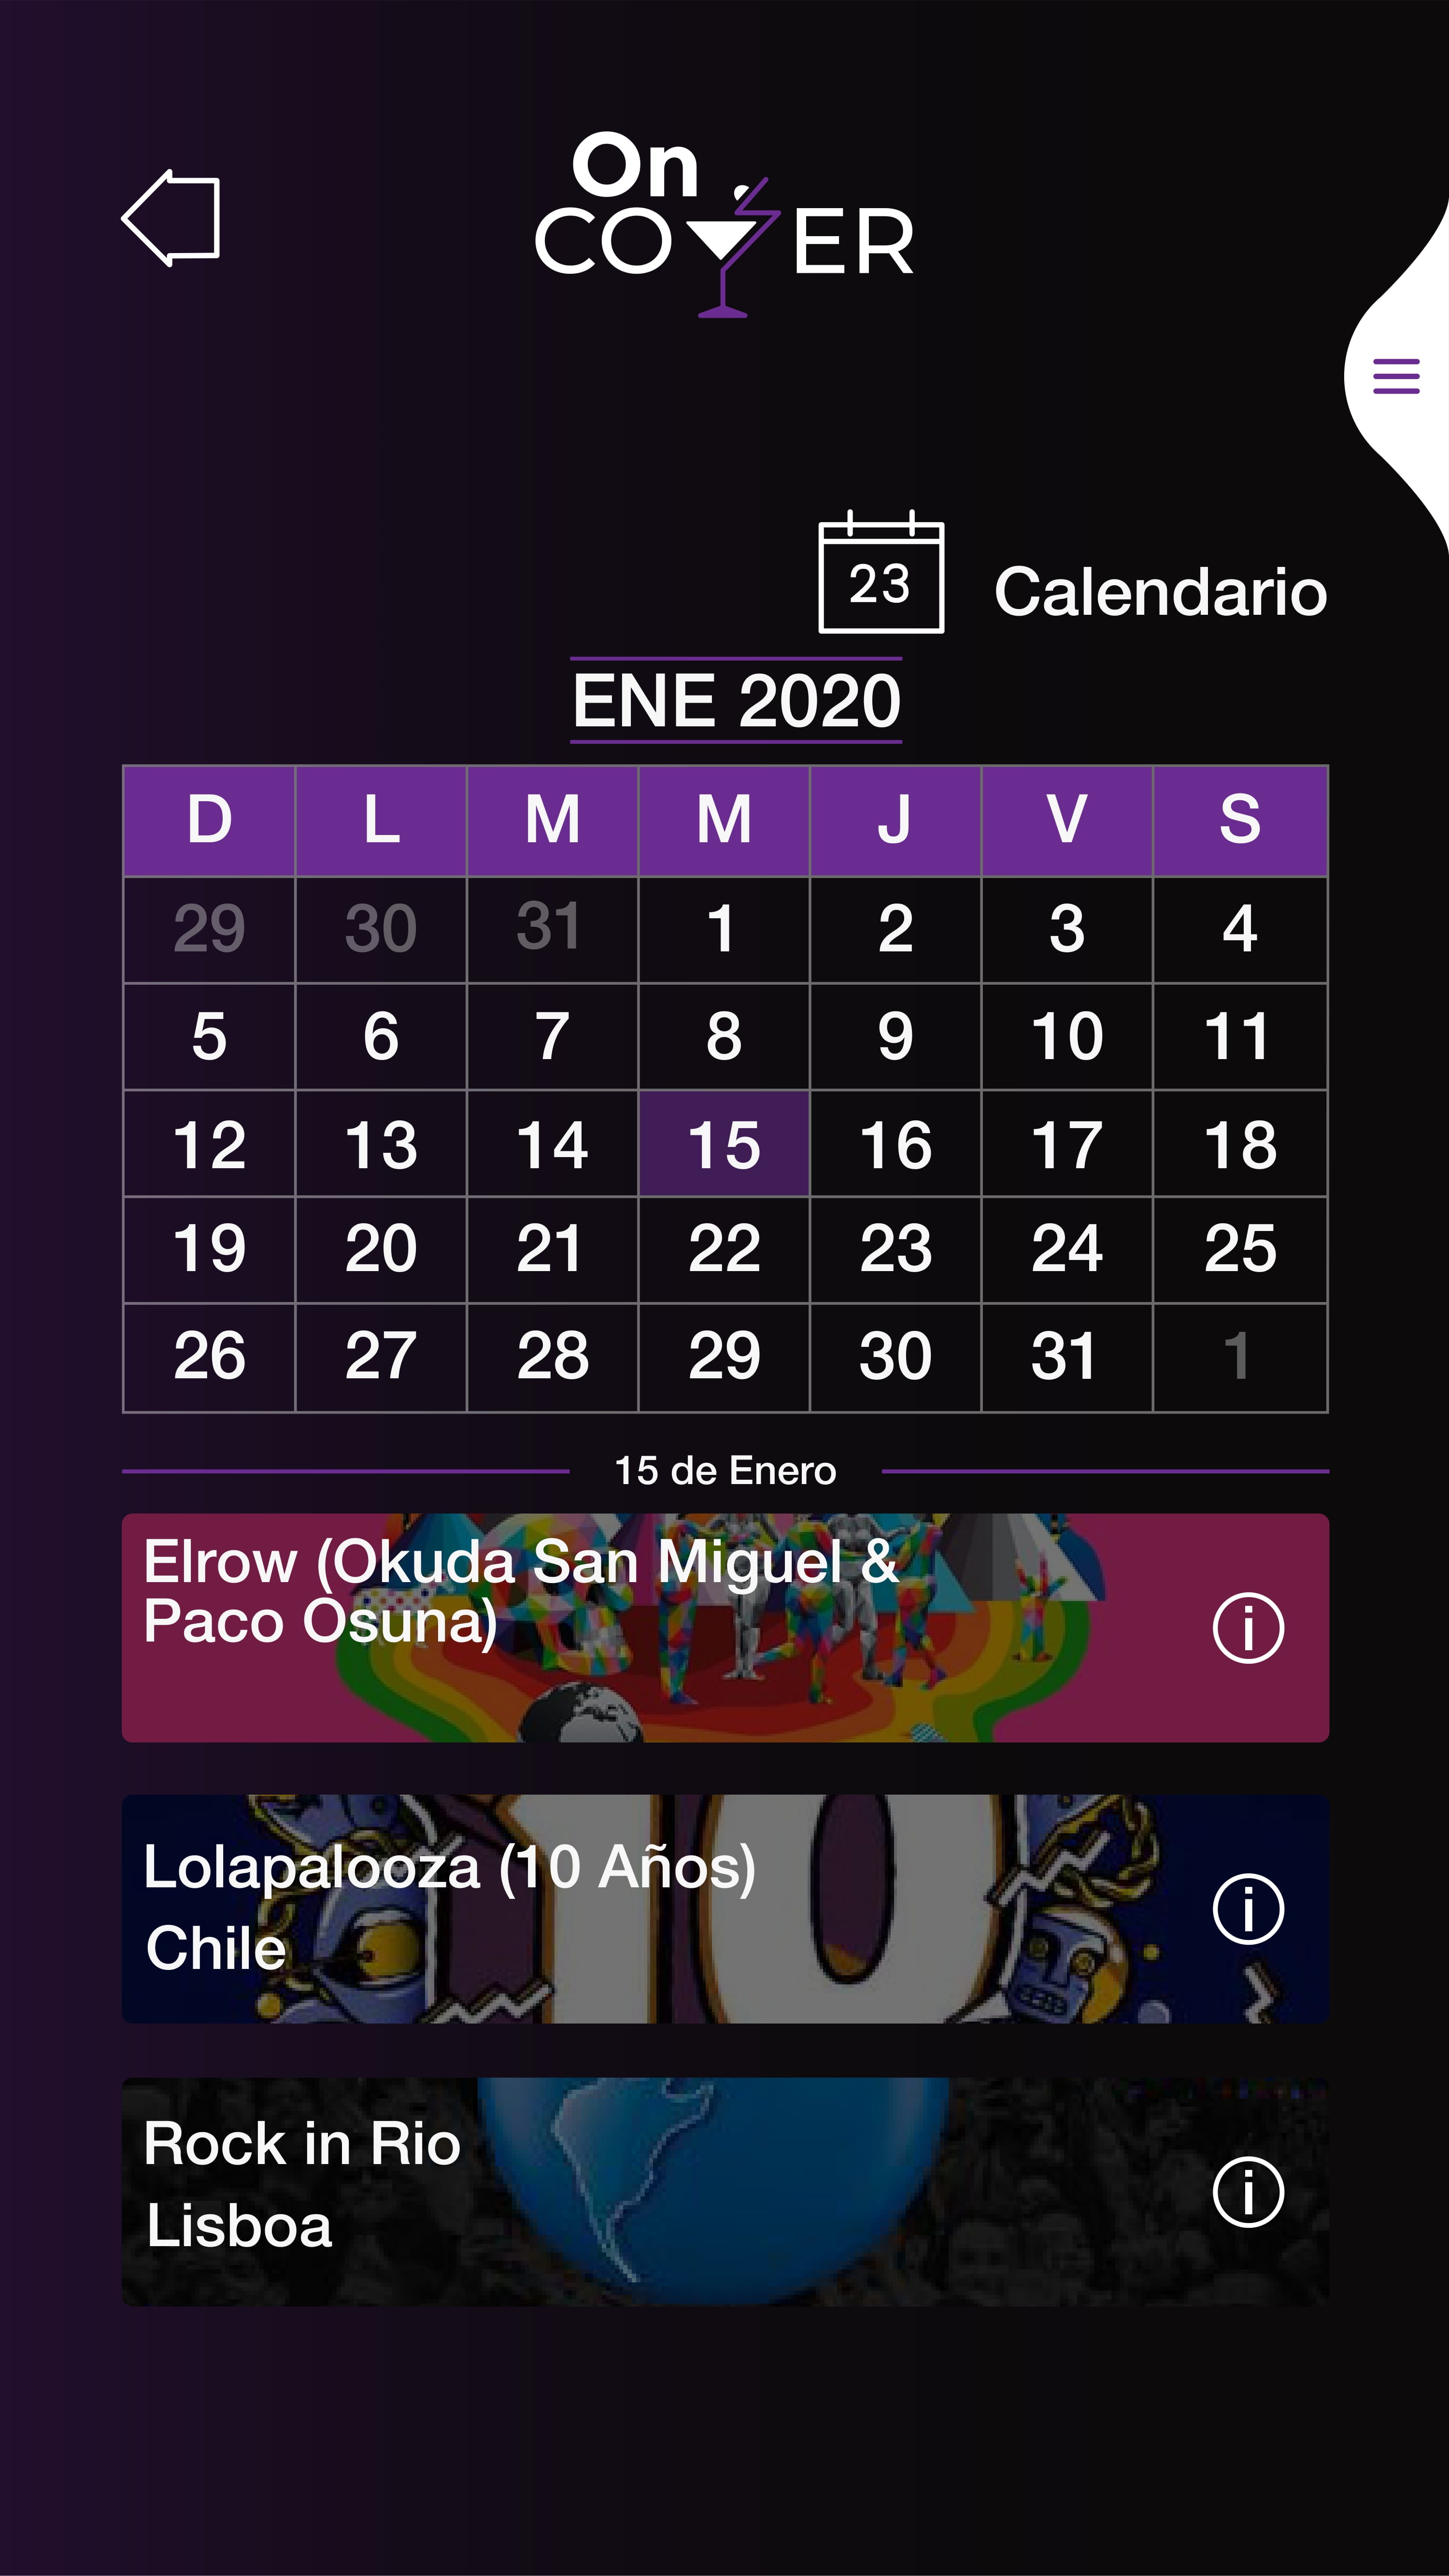 On
COVER
23
Calendario
ENE 2020
D L M M J V S
29 30 31 1 2 3 4
5 6 7 8 9 10 11
12 13 14 15 16 17 18
19 20 21 22 23 24 25
26 27 28 29 30 31 1
15 de Enero
Elrow (Okuda San Miguel &
Paco Osuna)
i
10
Lolapalooza (10 Años)
Chile
i
Rock in Rio
Lisboa
i